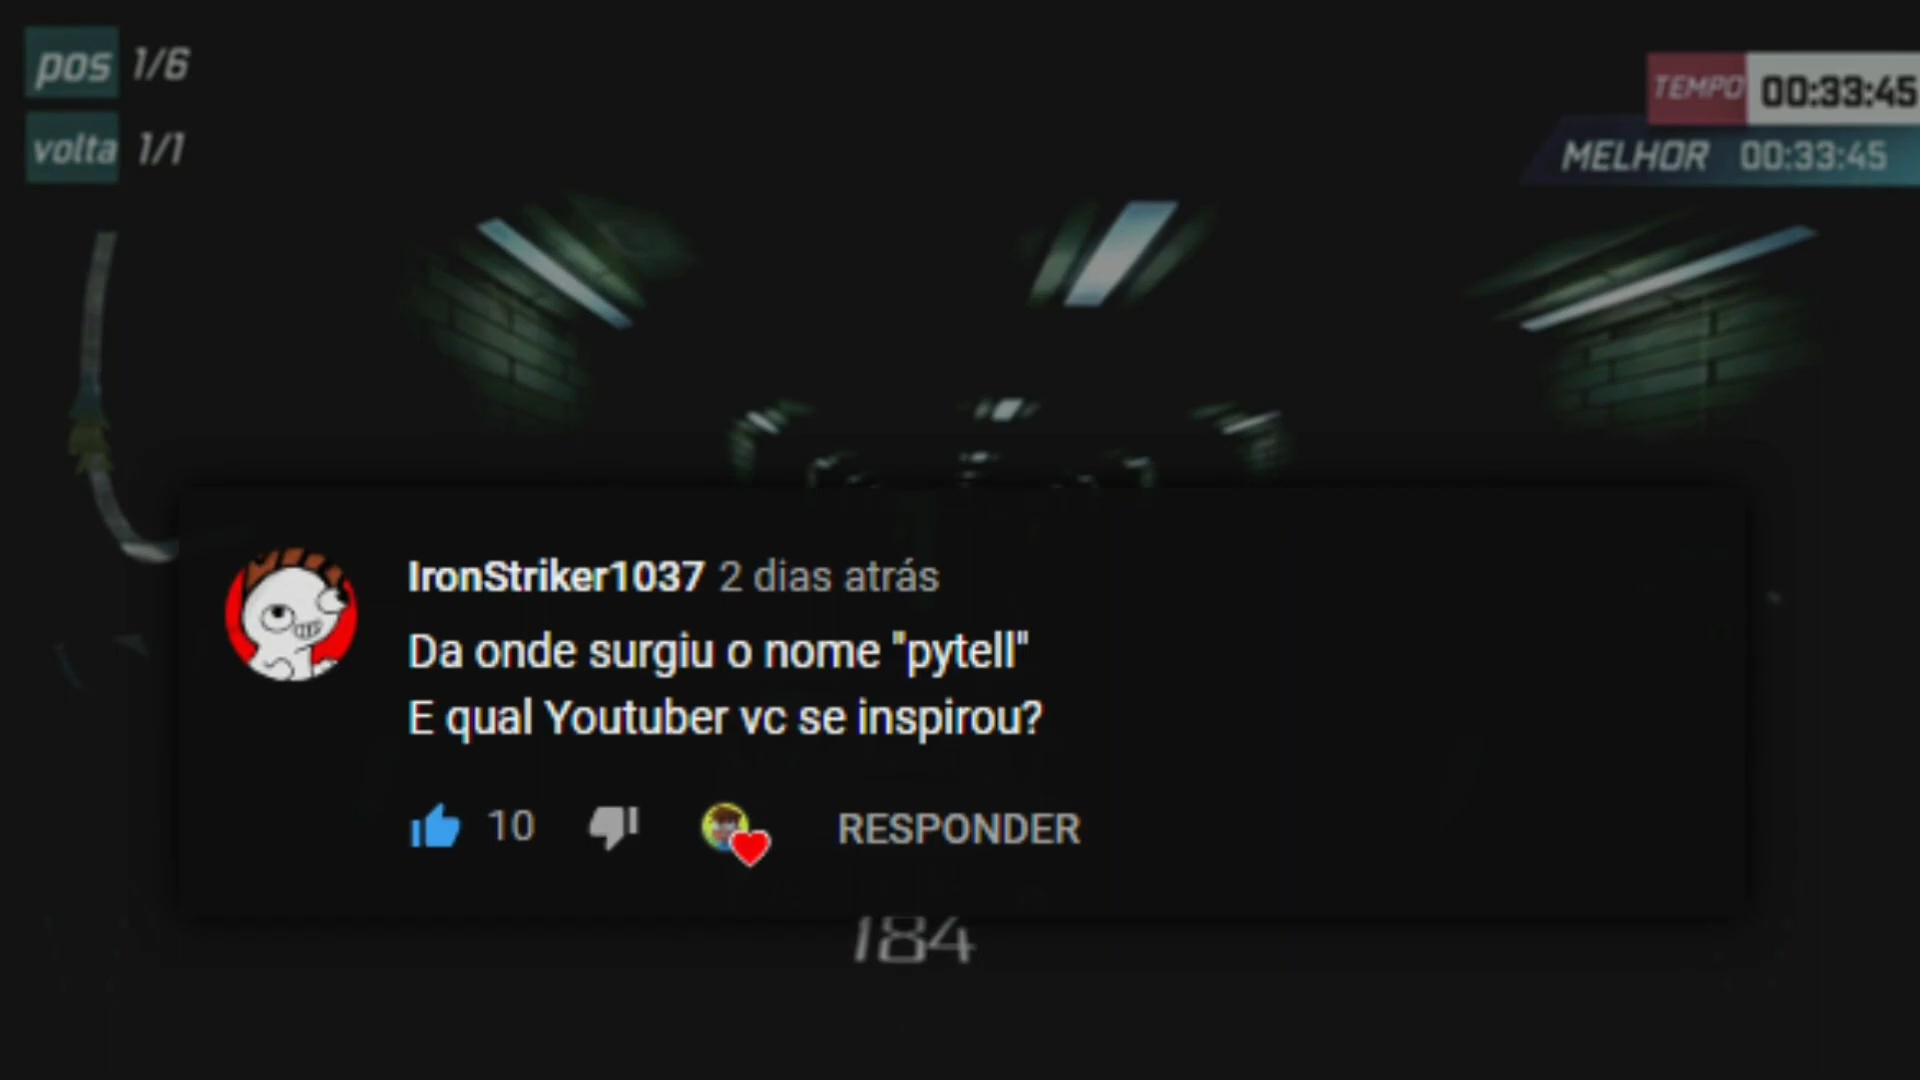 pos 1/6
volta 1/1
TEMPO 00:33:45
MELHOR 00:33:45
IronStriker1037 2 dias atrás
Da onde surgiu o nome "pytell"
E qual Youtuber vc se inspirou?
10 RESPONDER
184